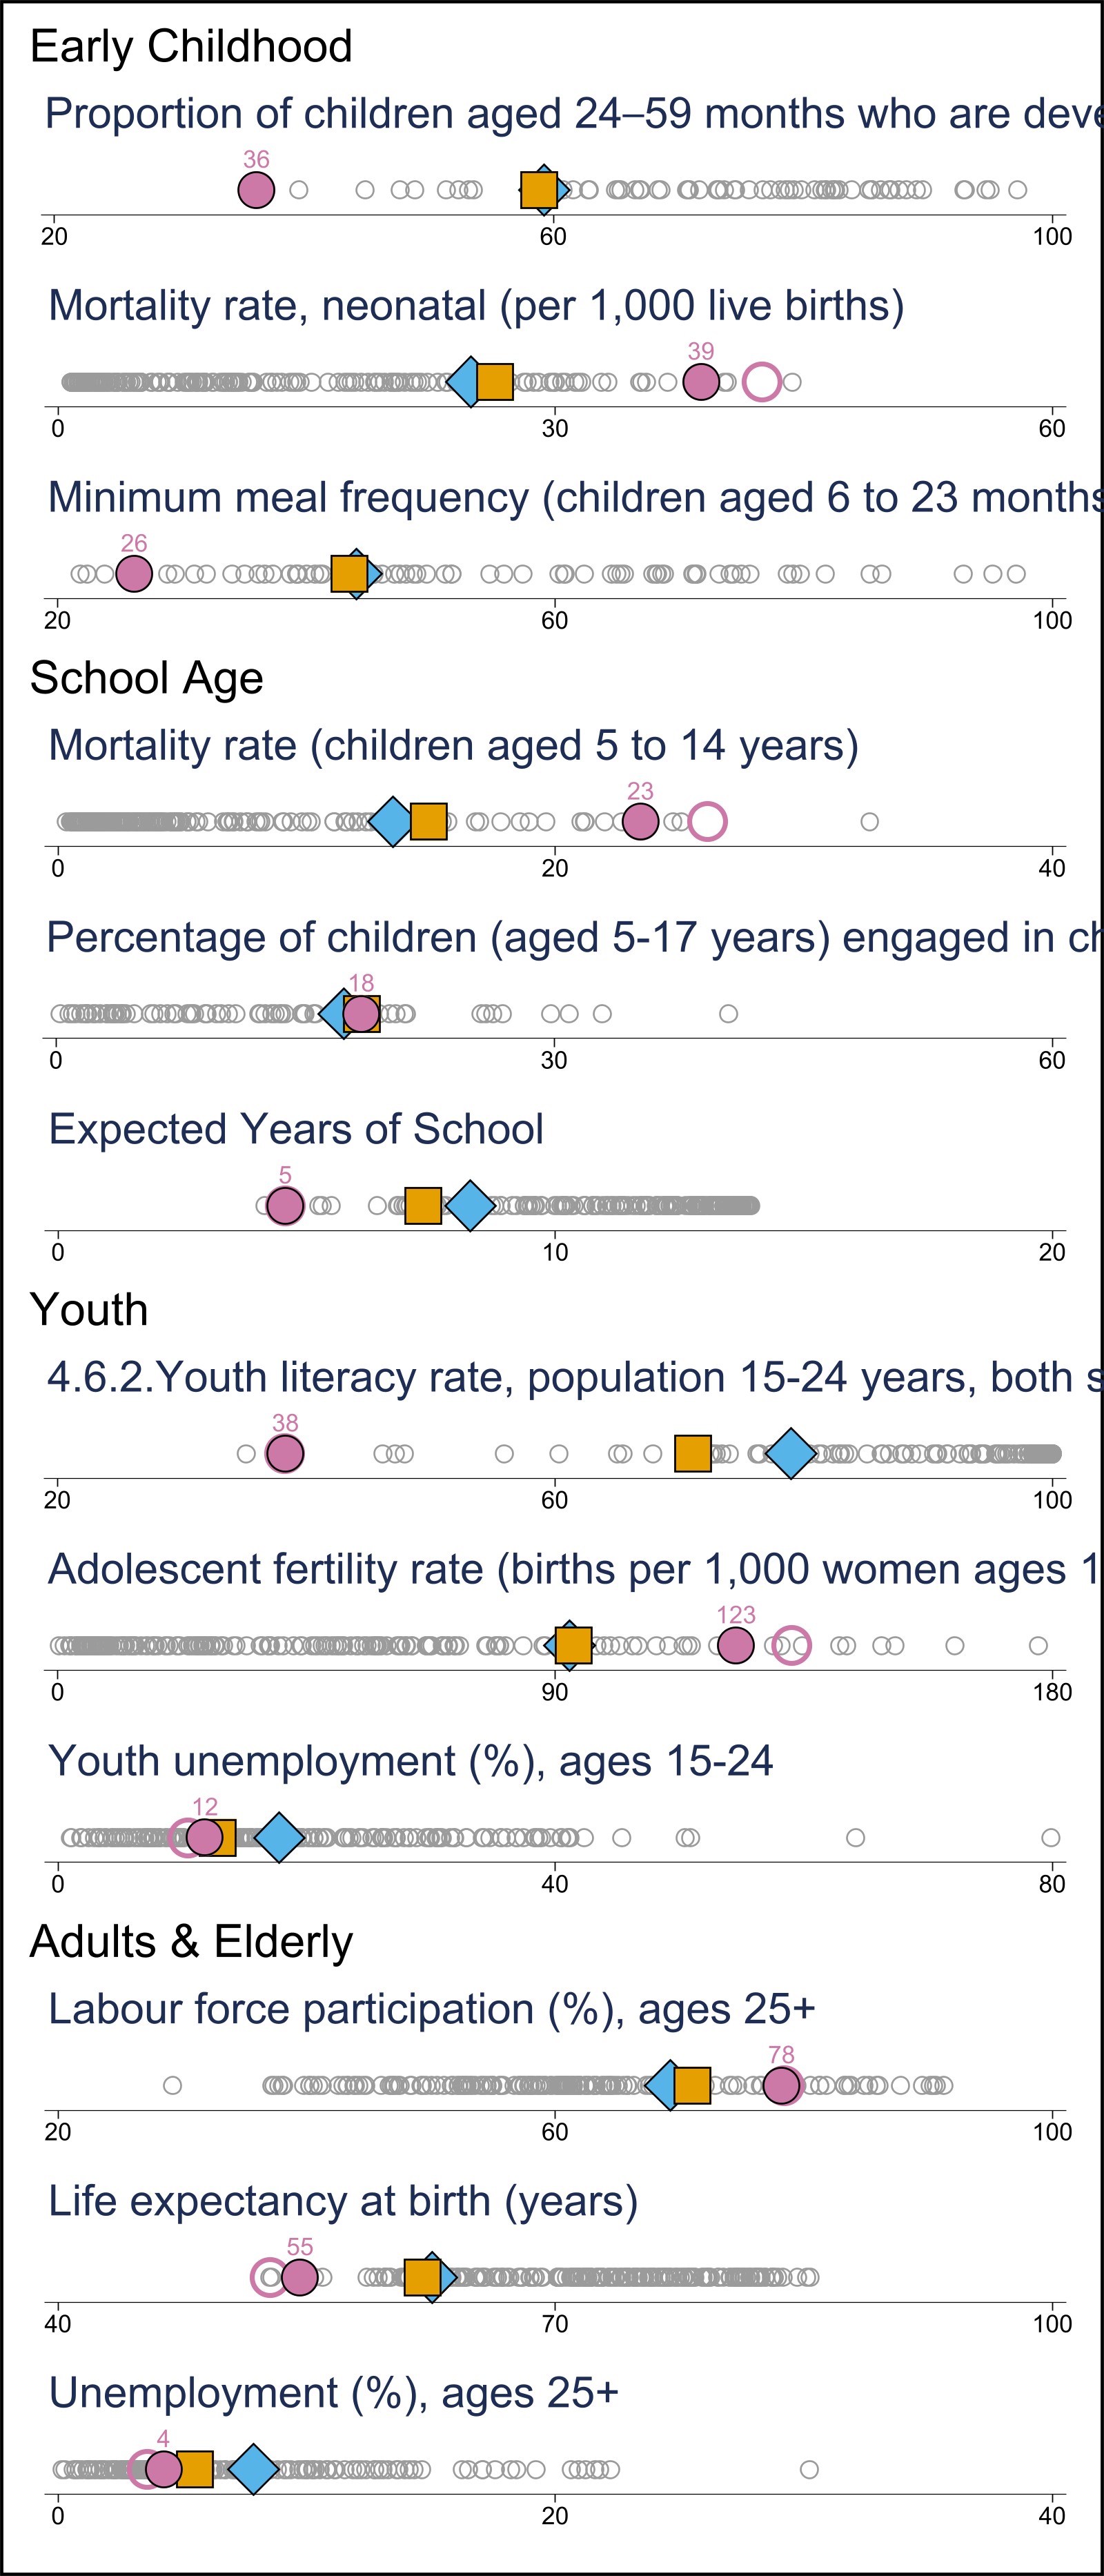 Early Childhood
Proportion of children aged 24–59 months who are deve
36
20 60 100
Mortality rate, neonatal (per 1,000 live births)
39
0 30 60
Minimum meal frequency (children aged 6 to 23 months
26
20 60 100
School Age
Mortality rate (children aged 5 to 14 years)
23
0 20 40
Percentage of children (aged 5-17 years) engaged in ch
18
0 30 60
Expected Years of School
5
0 10 20
Youth
4.6.2.Youth literacy rate, population 15-24 years, both s
38
20 60 100
Adolescent fertility rate (births per 1,000 women ages 1
123
0 90 180
Youth unemployment (%), ages 15-24
12
0 40 80
Adults & Elderly
Labour force participation (%), ages 25+
78
20 60 100
Life expectancy at birth (years)
55
40 70 100
Unemployment (%), ages 25+
4
0 20 40